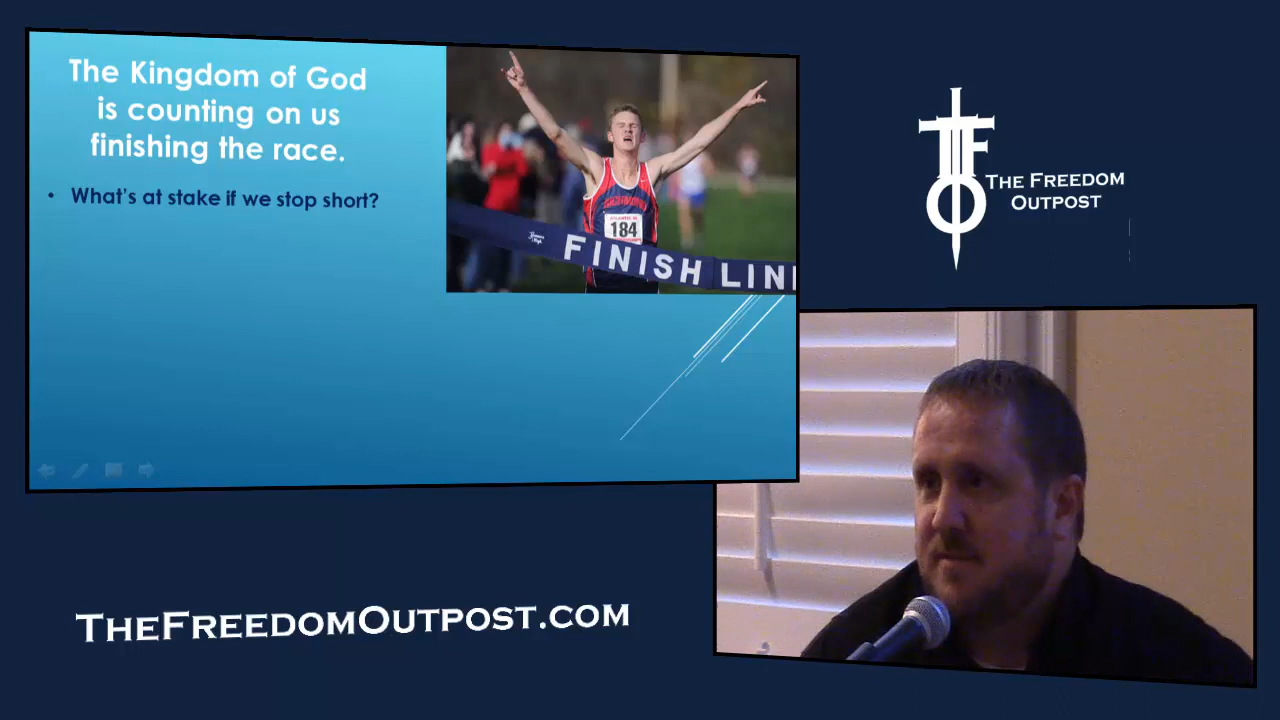 The Kingdom of God
is counting on us
finishing the race.
• What's at stake if we stop short?
184
FINISH LIN
TF
THE FREEDOM
OUTPOST
THEFREEDOMOUTPOST.COM